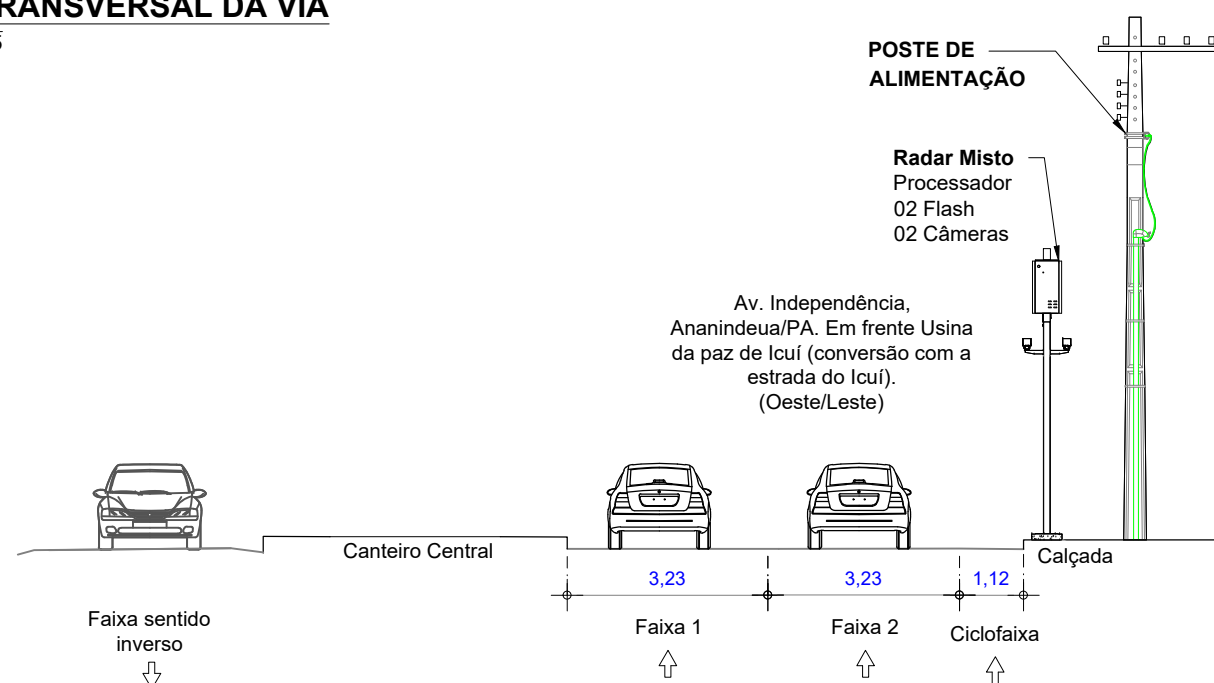 TRANSVERSAL DA VIA
POSTE DE
ALIMENTAÇÃO
Radar Misto
Processador
02 Flash
02 Câmeras
Av. Independência,
Ananindeua/PA. Em frente Usina
da paz de Icuí (conversão com a
estrada do Icuí).
(Oeste/Leste)
Canteiro Central
Calçada
3,23
3,23
1,12
Faixa sentido
inverso
Faixa 1
Faixa 2
Ciclofaixa